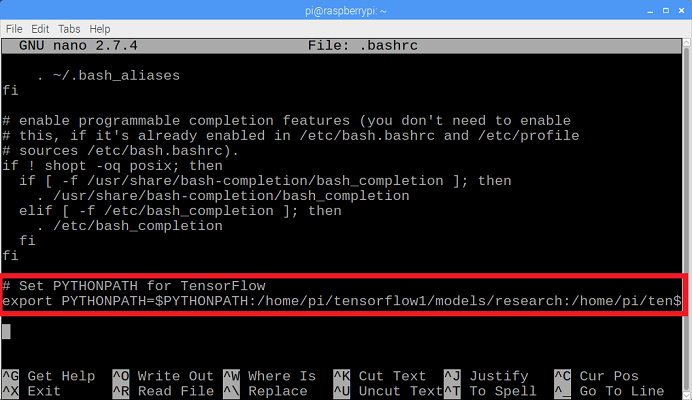 pi@raspberrypi: ~
File Edit Tabs Help
GNU nano 2.7.4 File: .bashrc
. ~/.bash_aliases
fi
# enable programmable completion features (you don't need to enable
# this, if it's already enabled in /etc/bash.bashrc and /etc/profile
# sources /etc/bash.bashrc).
if ! shopt -oq posix; then
if [ -f /usr/share/bash-completion/bash_completion ]; then
. /usr/share/bash-completion/bash_completion
elif [ -f /etc/bash_completion ]; then
. /etc/bash_completion
fi
fi
# Set PYTHONPATH for TensorFlow
export PYTHONPATH=$PYTHONPATH:/home/pi/tensorflow1/models/research:/home/pi/ten$
^G Get Help ^O Write Out ^W Where Is ^K Cut Text ^J Justify ^C Cur Pos
^X Exit ^R Read File ^\ Replace ^U Uncut Text ^T To Spell ^_ Go To Line